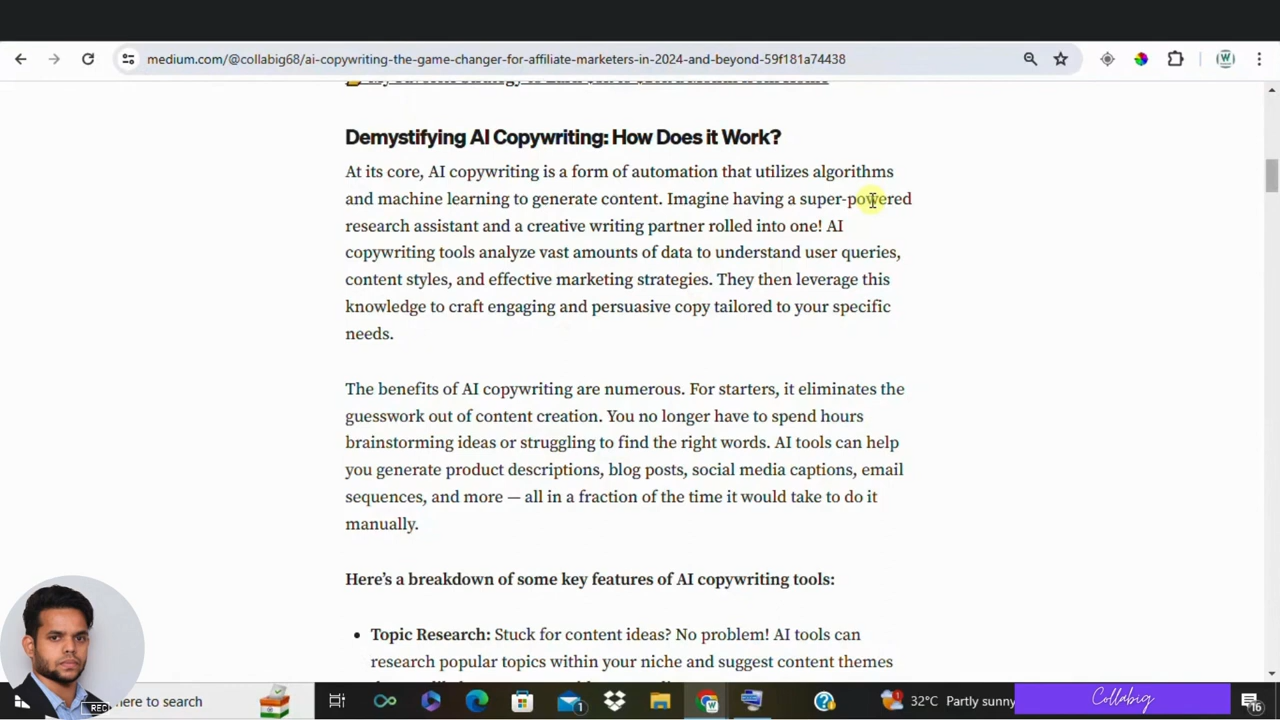 medium.com/@collabig68/ai-copywriting-the-game-changer-for-affiliate-marketers-in-2024-and-beyond-59f181a74438
Demystifying AI Copywriting: How Does it Work?
At its core, AI copywriting is a form of automation that utilizes algorithms
and machine learning to generate content. Imagine having a super-powered
research assistant and a creative writing partner rolled into one! AI
copywriting tools analyze vast amounts of data to understand user queries,
content styles, and effective marketing strategies. They then leverage this
knowledge to craft engaging and persuasive copy tailored to your specific
needs.
The benefits of AI copywriting are numerous. For starters, it eliminates the
guesswork out of content creation. You no longer have to spend hours
brainstorming ideas or struggling to find the right words. AI tools can help
you generate product descriptions, blog posts, social media captions, email
sequences, and more — all in a fraction of the time it would take to do it
manually.
Here’s a breakdown of some key features of AI copywriting tools:
• Topic Research: Stuck for content ideas? No problem! AI tools can
research popular topics within your niche and suggest content themes
REC
here to search
1
1
32°C Partly sunny
Collabig
16